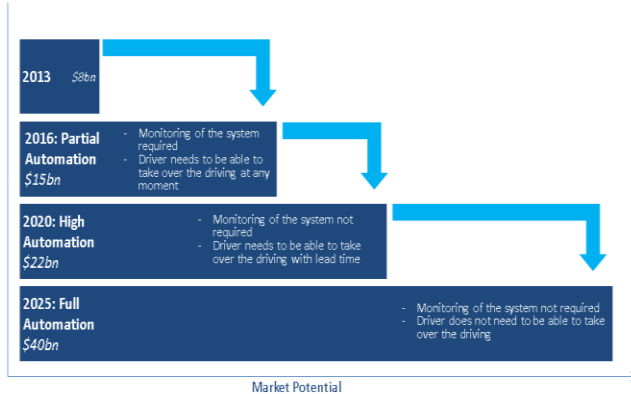 2013 $8bn
2016: Partial
Automation
$15bn
- Monitoring of the system
required
- Driver needs to be able to
take over the driving at any
moment
2020: High
Automation
$22bn
- Monitoring of the system not
required
- Driver needs to be able to take
over the driving with lead time
2025: Full
Automation
$40bn
- Monitoring of the system not required
- Driver does not need to be able to take
over the driving
Market Potential